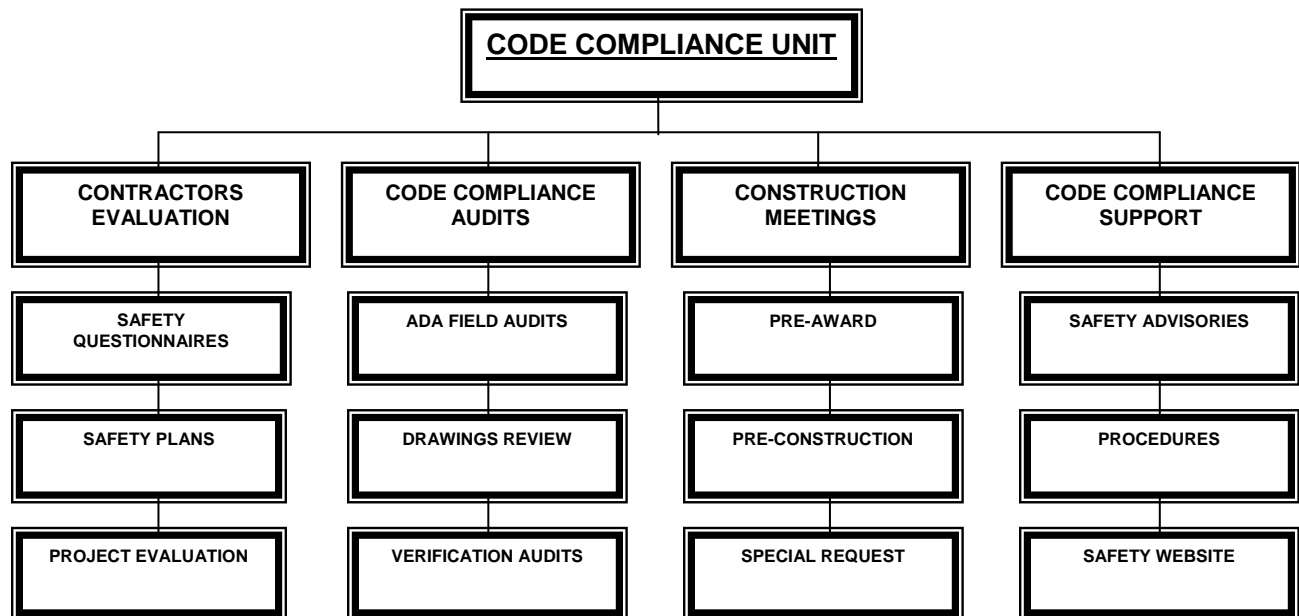 CODE COMPLIANCE UNIT
CONTRACTORS
EVALUATION
CODE COMPLIANCE
AUDITS
CONSTRUCTION
MEETINGS
CODE COMPLIANCE
SUPPORT
SAFETY
QUESTIONNAIRES
ADA FIELD AUDITS
PRE-AWARD
SAFETY ADVISORIES
SAFETY PLANS
DRAWINGS REVIEW
PRE-CONSTRUCTION
PROCEDURES
PROJECT EVALUATION
VERIFICATION AUDITS
SPECIAL REQUEST
SAFETY WEBSITE